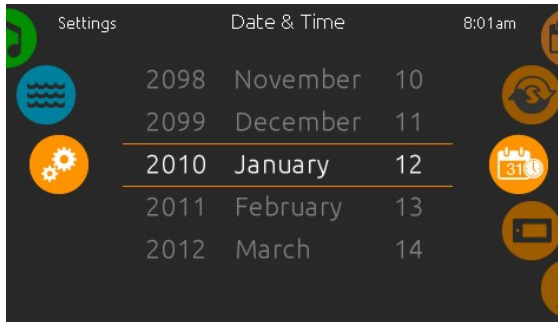 Settings Date & Time 8:01am
2098 November 10
2099 December 11
2010 January 12
31
2011 February 13
2012 March 14